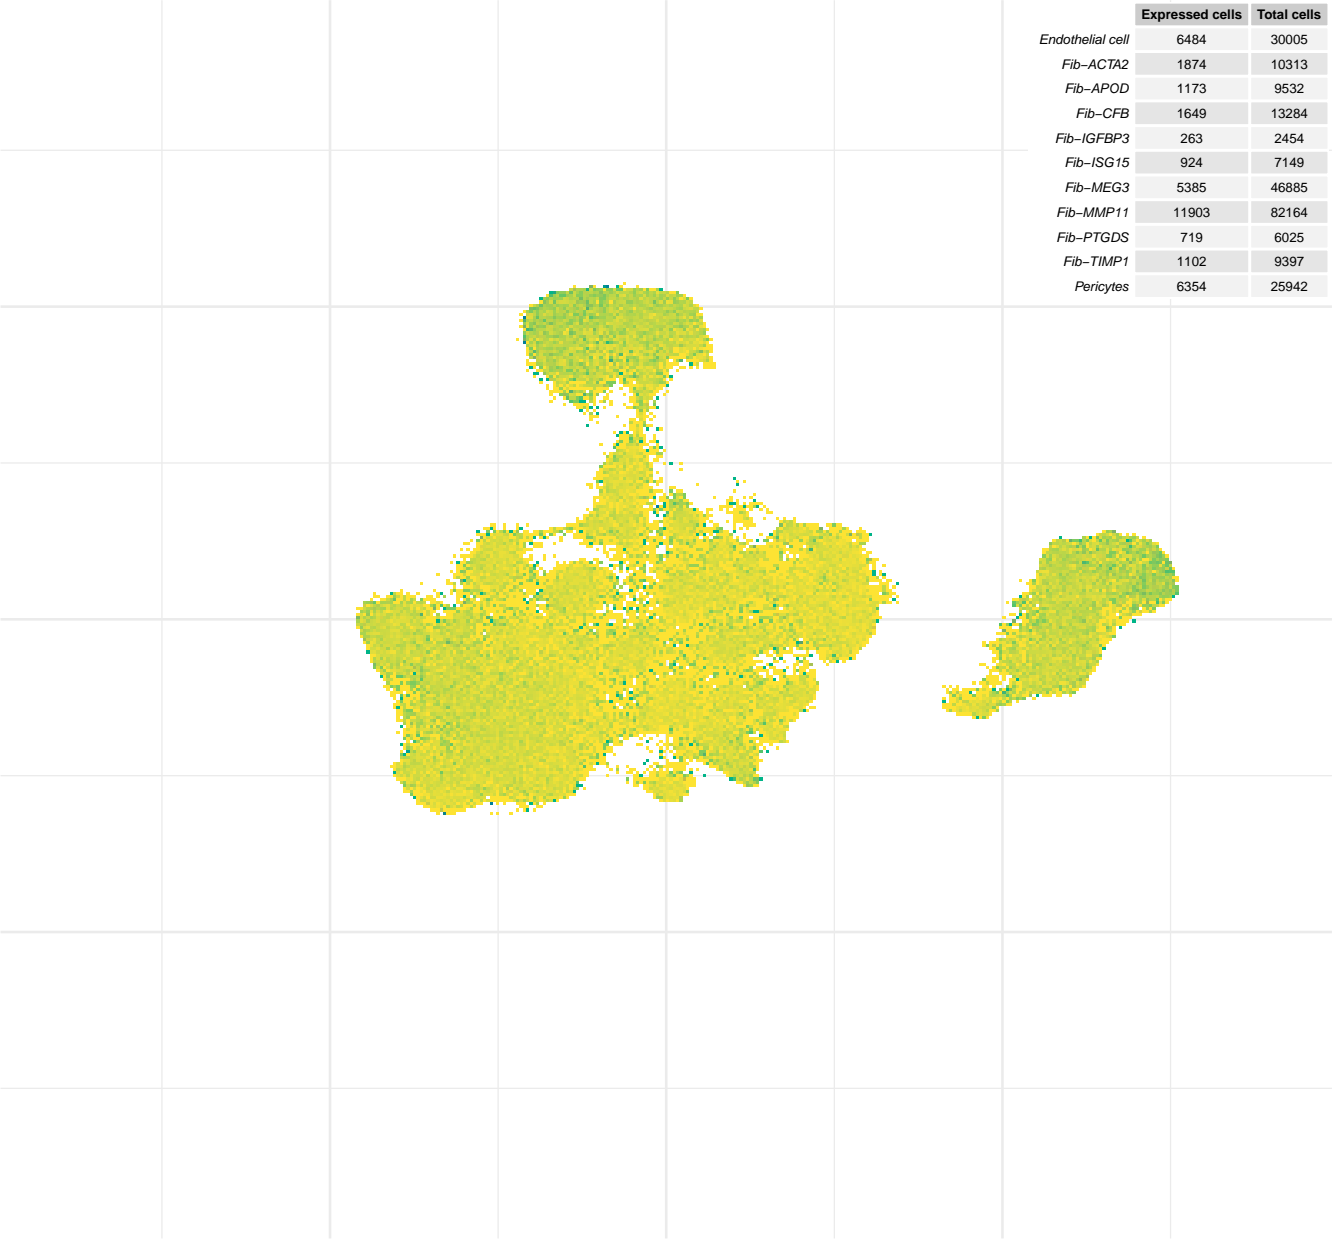 Expressed cells Total cells
Endothelial cell 6484 30005
Fib−ACTA2 1874 10313
Fib−APOD 1173 9532
Fib−CFB 1649 13284
Fib−IGFBP3 263 2454
Fib−ISG15 924 7149
Fib−MEG3 5385 46885
Fib−MMP11 11903 82164
Fib−PTGDS 719 6025
Fib−TIMP1 1102 9397
Pericytes 6354 25942